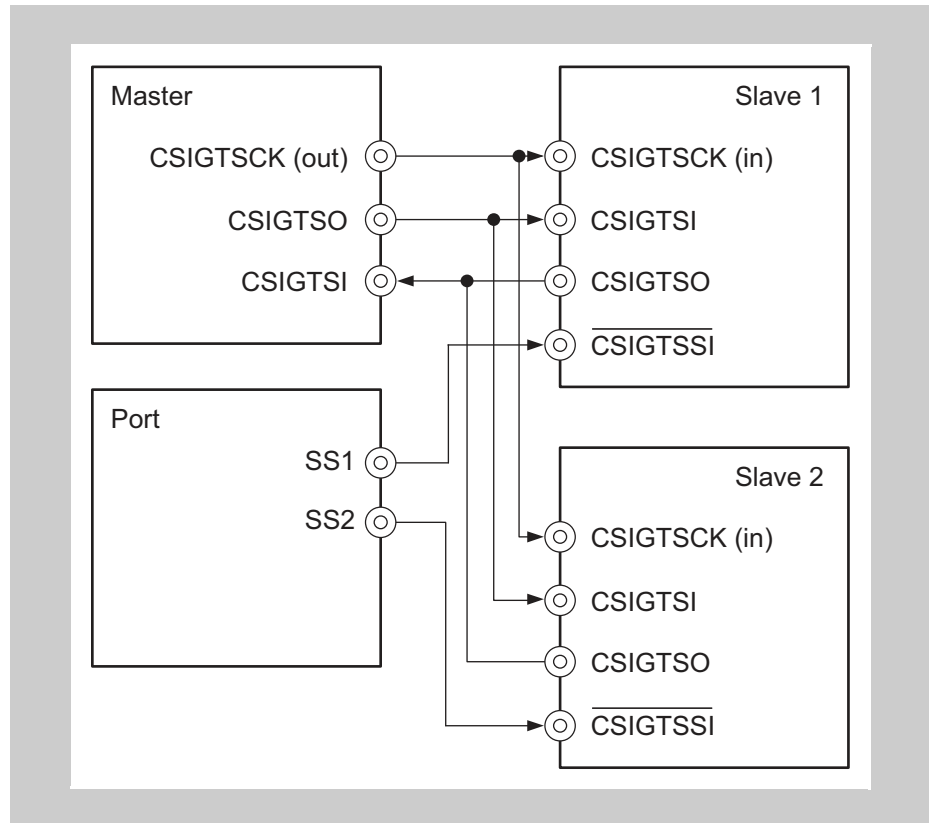 Master
CSIGTSCK (out)
CSIGTSO
CSIGTSI
Port
SS1
SS2
Slave 1
CSIGTSCK (in)
CSIGTSI
CSIGTSO
CSIGTSSI
Slave 2
CSIGTSCK (in)
CSIGTSI
CSIGTSO
CSIGTSSI